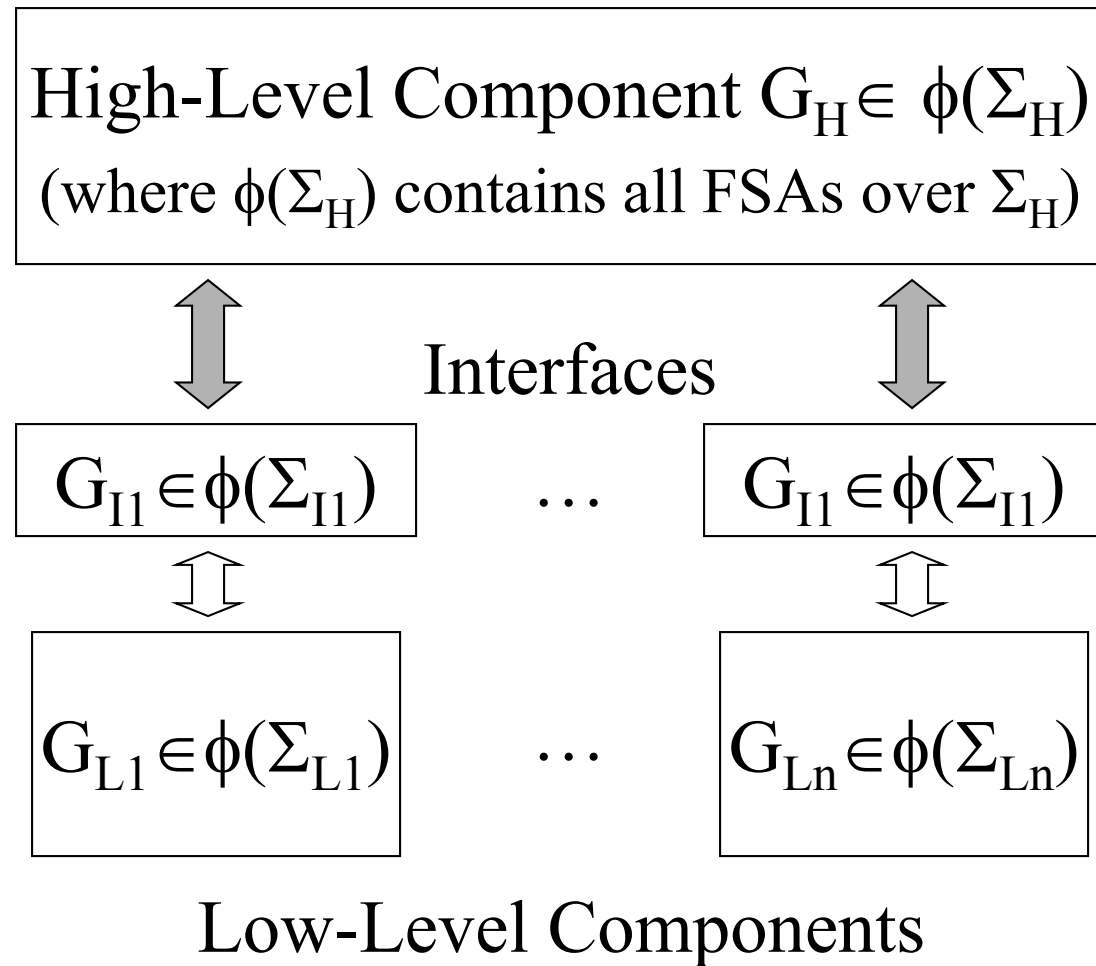 High-Level Component G_H ∈ ϕ(Σ_H)
(where ϕ(Σ_H) contains all FSAs over Σ_H)
Interfaces
G_I1 ∈ ϕ(Σ_I1) … G_I1 ∈ ϕ(Σ_I1)
G_L1 ∈ ϕ(Σ_L1) … G_Ln ∈ ϕ(Σ_Ln)
Low-Level Components